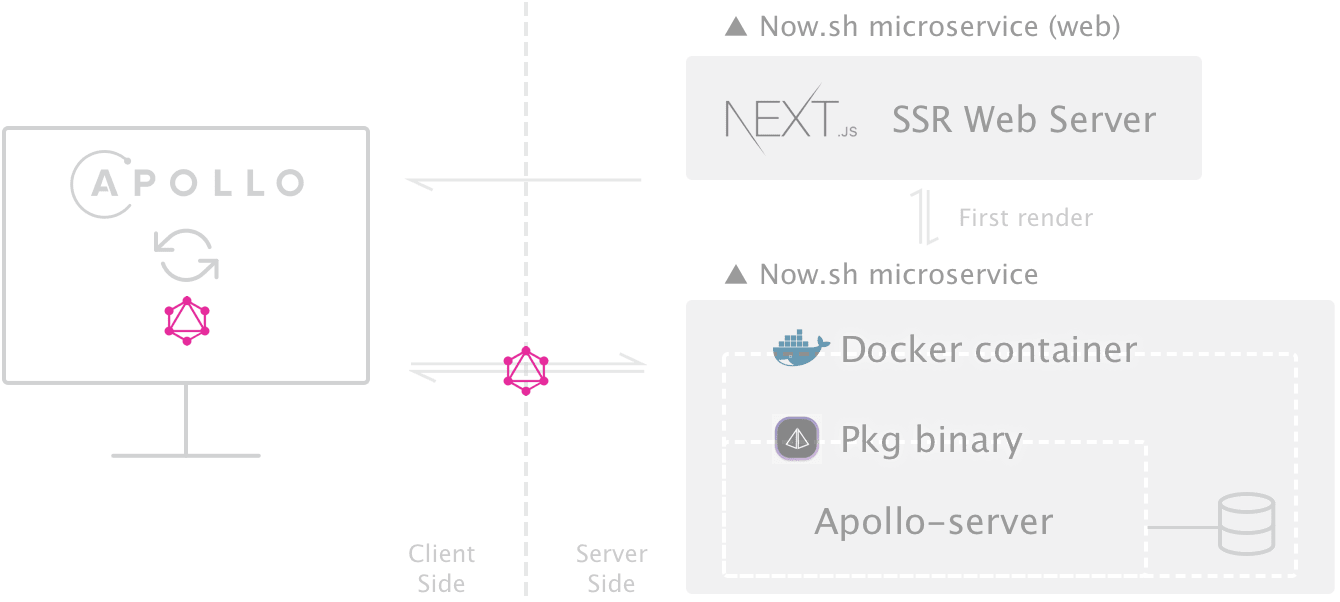 ▲ Now.sh microservice (web)
NEXT.JS SSR Web Server
APOLLO
First render
▲ Now.sh microservice
Docker container
Pkg binary
Apollo-server
Client
Side
Server
Side